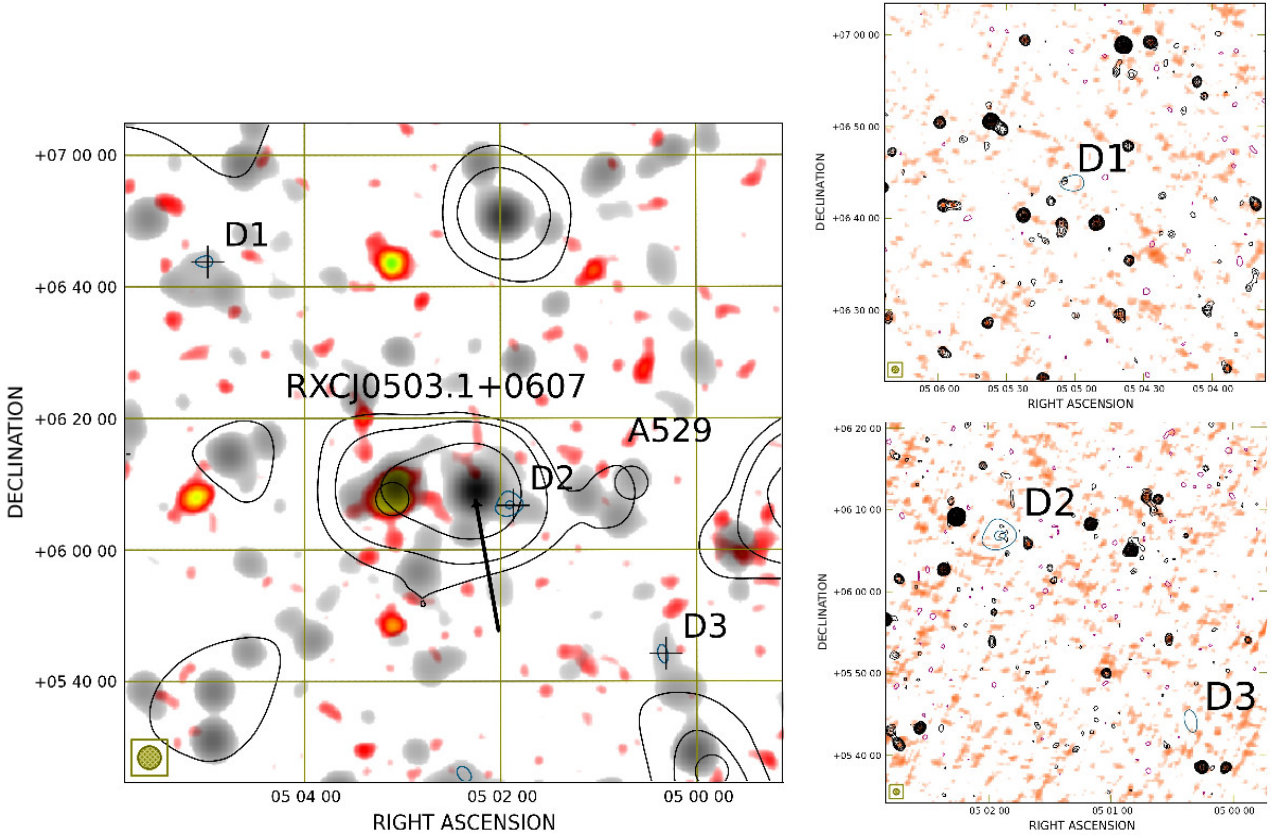 +07 00 00
D1
+06 40 00
RXCJ0503.1+0607
+06 20 00
A529
D2
+06 00 00
D3
+05 40 00
DECLINATION
05 04 00
05 02 00
05 00 00
RIGHT ASCENSION
+07 00 00
+06 50 00
D1
+06 40 00
+06 30 00
DECLINATION
05 06 00
05 05 30
05 05 00
05 04 30
05 04 00
RIGHT ASCENSION
+06 20 00
D2
+06 10 00
+06 00 00
+05 50 00
D3
+05 40 00
DECLINATION
05 02 00
05 01 00
05 00 00
RIGHT ASCENSION